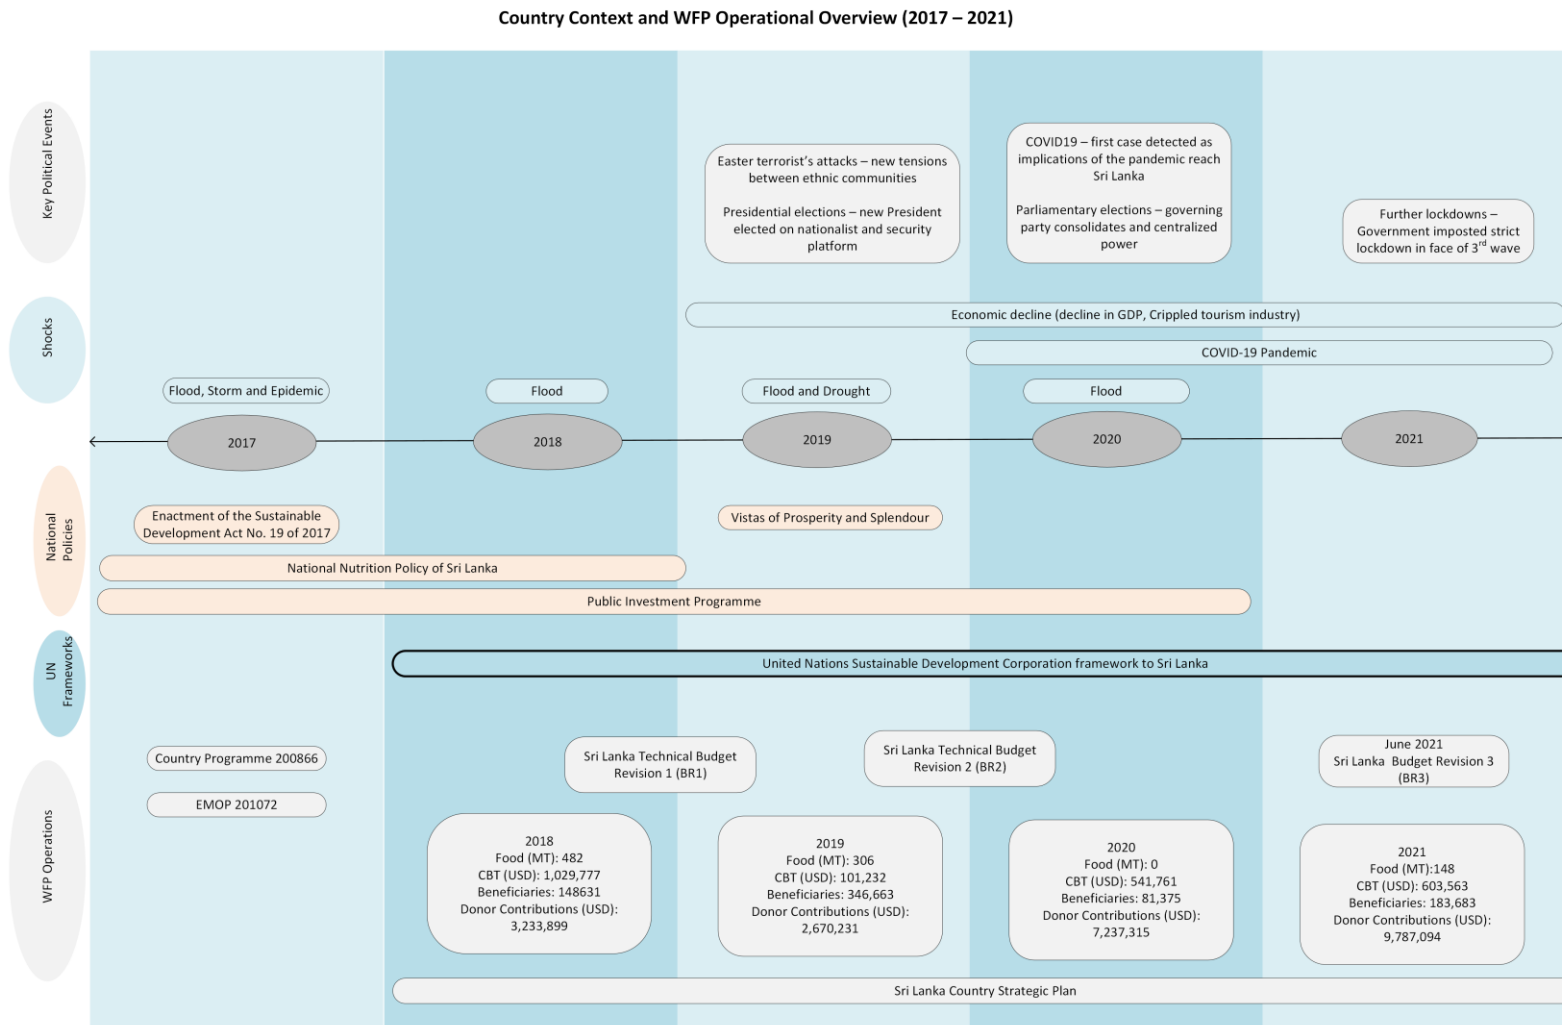 Country Context and WFP Operational Overview (2017 – 2021)
Key Political Events
Easter terrorist's attacks – new tensions
between ethnic communities
Presidential elections – new President
elected on nationalist and security
platform
COVID19 – first case detected as
implications of the pandemic reach
Sri Lanka
Parliamentary elections – governing
party consolidates and centralized
power
Further lockdowns –
Government imposted strict
lockdown in face of 3rd wave
Shocks
Economic decline (decline in GDP, Crippled tourism industry)
COVID-19 Pandemic
Flood, Storm and Epidemic
Flood
Flood and Drought
Flood
2017
2018
2019
2020
2021
National
Policies
Enactment of the Sustainable
Development Act No. 19 of 2017
Vistas of Prosperity and Splendour
National Nutrition Policy of Sri Lanka
Public Investment Programme
UN
Frameworks
United Nations Sustainable Development Corporation framework to Sri Lanka
WFP Operations
Country Programme 200866
EMOP 201072
Sri Lanka Technical Budget
Revision 1 (BR1)
Sri Lanka Technical Budget
Revision 2 (BR2)
June 2021
Sri Lanka  Budget Revision 3
(BR3)
2018
Food (MT): 482
CBT (USD): 1,029,777
Beneficiaries: 148631
Donor Contributions (USD):
3,233,899
2019
Food (MT): 306
CBT (USD): 101,232
Beneficiaries: 346,663
Donor Contributions (USD):
2,670,231
2020
Food (MT): 0
CBT (USD): 541,761
Beneficiaries: 81,375
Donor Contributions (USD):
7,237,315
2021
Food (MT):148
CBT (USD): 603,563
Beneficiaries: 183,683
Donor Contributions (USD):
9,787,094
Sri Lanka Country Strategic Plan